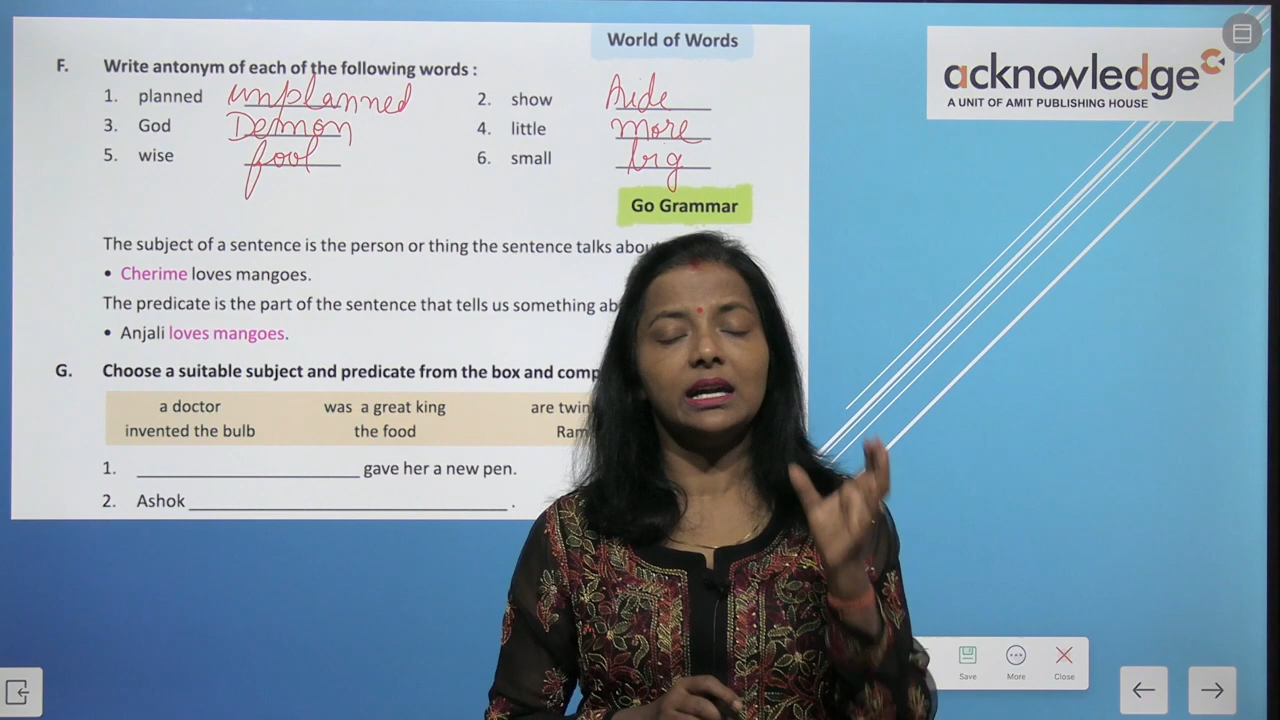 World of Words
acknowledge
A UNIT OF AMIT PUBLISHING HOUSE
F. Write antonym of each of the following words :
1. planned unplanned 2. show hide
3. God Demon 4. little more
5. wise fool 6. small big
Go Grammar
The subject of a sentence is the person or thing the sentence talks
• Cherime loves mangoes.
The predicate is the part of the sentence that tells us something
• Anjali loves mangoes.
G. Choose a suitable subject and predicate from the box and
a doctor was a great king are
invented the bulb the food
1. gave her a new pen.
2. Ashok .
Save More Close